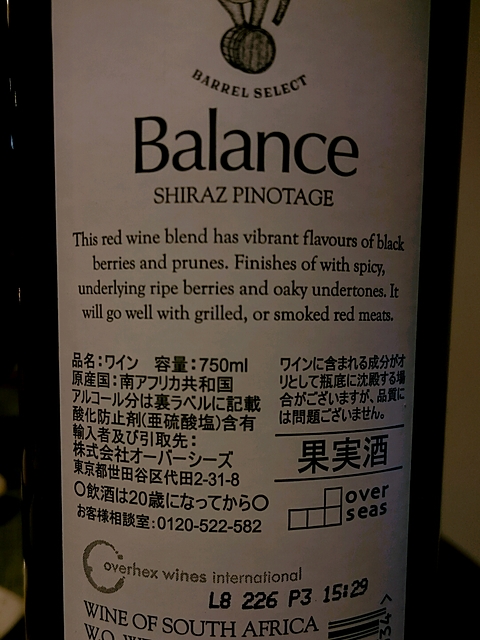 BARREL SELECT
Balance
SHIRAZ PINOTAGE
This red wine blend has vibrant flavours of black
berries and prunes. Finishes of with spicy,
underlying ripe berries and oaky undertones. It
will go well with grilled, or smoked red meats.
品名:ワイン 容量:750ml
原産国:南アフリカ共和国
アルコール分は裏ラベルに記載
酸化防止剤(亜硫酸塩)含有
輸入者及び引取先:
株式会社オーバーシーズ
東京都世田谷区代田2-31-8
〇飲酒は20歳になってから〇
お客様相談室:0120-522-582
ワインに含まれる成分がオ
リとして瓶底に沈殿する場
合がございますが、品質に
は問題ございません。
果実酒
over
seas
overhex wines international
L8 226 P3 15:29
WINE OF SOUTH AFRICA
W.O.